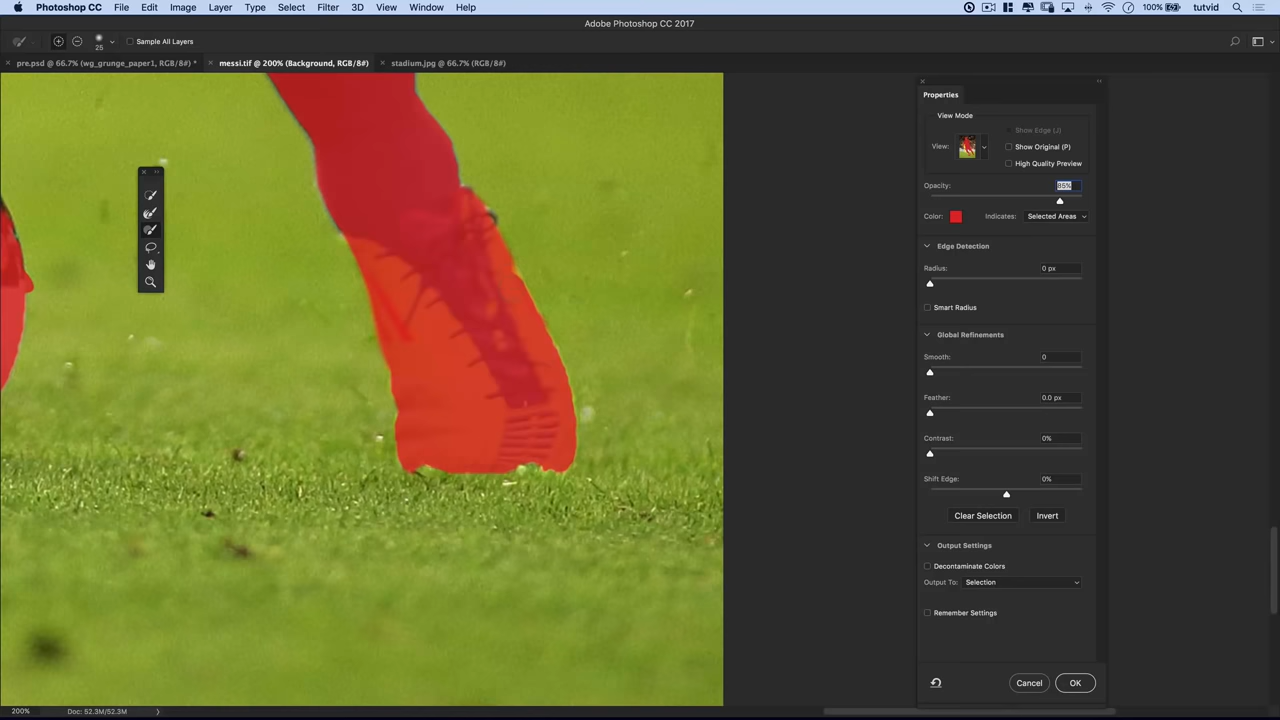 Photoshop CC File Edit Image Layer Type Select Filter 3D View Window Help 100% tutvid
Adobe Photoshop CC 2017
25 Sample All Layers
pre.psd @ 66.7% (wg_grunge_paper1, RGB/8#) * messi.tif @ 200% (Background, RGB/8#) stadium.jpg @ 66.7% (RGB/8#)
Properties
View Mode
Show Edge (J)
View: Show Original (P)
High Quality Preview
Opacity: 85%
Color: Indicates: Selected Areas
Edge Detection
Radius: 0 px
Smart Radius
Global Refinements
Smooth: 0
Feather: 0.0 px
Contrast: 0%
Shift Edge: 0%
Clear Selection Invert
Output Settings
Decontaminate Colors
Output To: Selection
Remember Settings
Cancel OK
200% Doc: 52.3M/52.3M